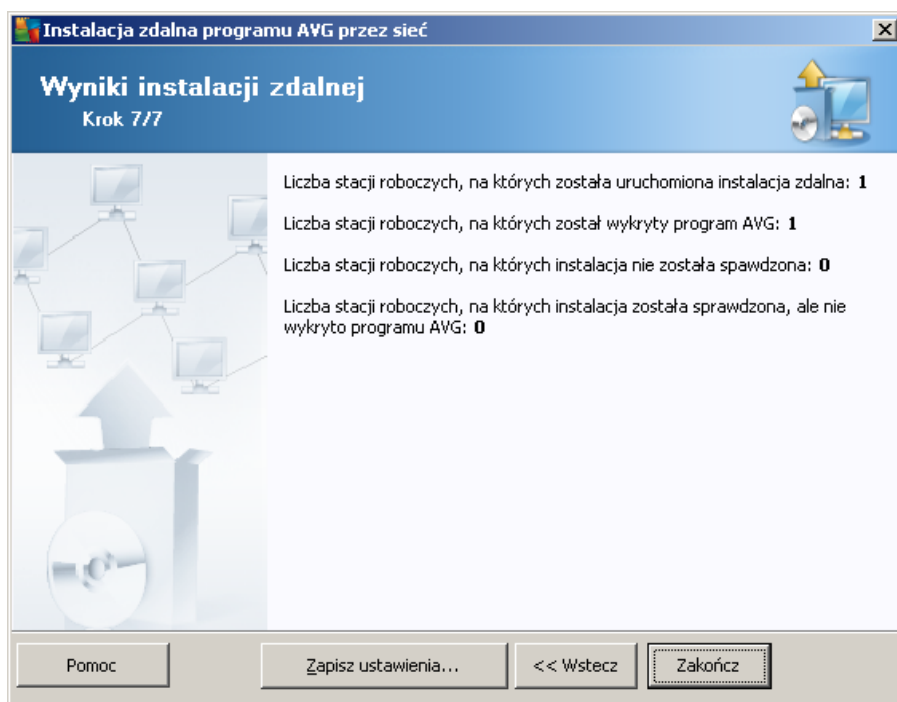 Instalacja zdalna programu AVG przez sieć
Wyniki instalacji zdalnej
Krok 7/7
Liczba stacji roboczych, na których została uruchomiona instalacja zdalna: 1
Liczba stacji roboczych, na których został wykryty program AVG: 1
Liczba stacji roboczych, na których instalacja nie została spawdzona: 0
Liczba stacji roboczych, na których instalacja została sprawdzona, ale nie
wykryto programu AVG: 0
Pomoc
Zapisz ustawienia...
<< Wstecz
Zakończ